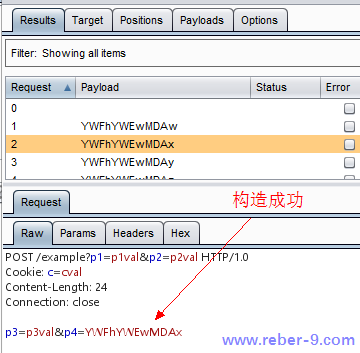 Results Target Positions Payloads Options
Filter: Showing all items
Request Payload Status Error
0
1 YWFhYWEwMDAw
2 YWFhYWEwMDAx
3 YWFhYWEwMDAy
Request
构造成功
Raw Params Headers Hex
POST /example?p1=p1val&p2=p2val HTTP/1.0
Cookie: c=cval
Content-Length: 24
Connection: close
p3=p3val&p4=YWFhYWEwMDAx
www.reber-9.com